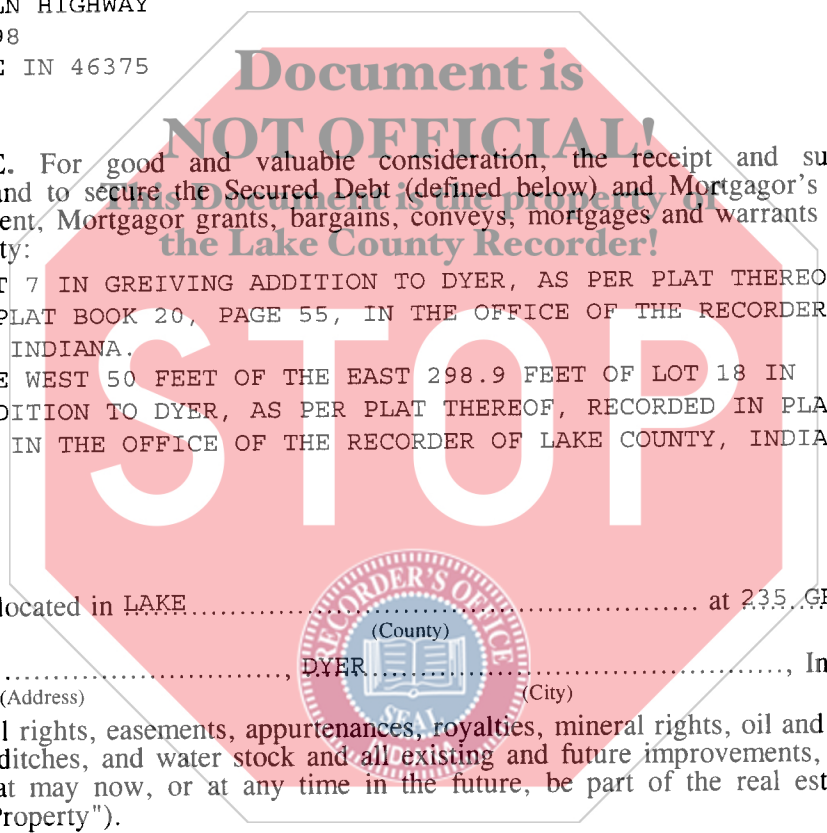 LN HIGHWAY
98
E IN 46375
Document is
NOT OFFICIAL!
This Document is the property of
the Lake County Recorder!
E. For good and valuable consideration, the receipt and su
and to secure the Secured Debt (defined below) and Mortgagor's
ent, Mortgagor grants, bargains, conveys, mortgages and warrants
ty:
T 7 IN GREIVING ADDITION TO DYER, AS PER PLAT THEREO
PLAT BOOK 20, PAGE 55, IN THE OFFICE OF THE RECORDER
INDIANA.
E WEST 50 FEET OF THE EAST 298.9 FEET OF LOT 18 IN
DITION TO DYER, AS PER PLAT THEREOF, RECORDED IN PLA
IN THE OFFICE OF THE RECORDER OF LAKE COUNTY, INDIA
STOP
located in LAKE at 235 GR
(County)
, DYER , In
(Address) (City)
RECORDER'S OFFICE
SEAL
INDIANA
l rights, easements, appurtenances, royalties, mineral rights, oil and
ditches, and water stock and all existing and future improvements,
at may now, or at any time in the future, be part of the real est
Property").